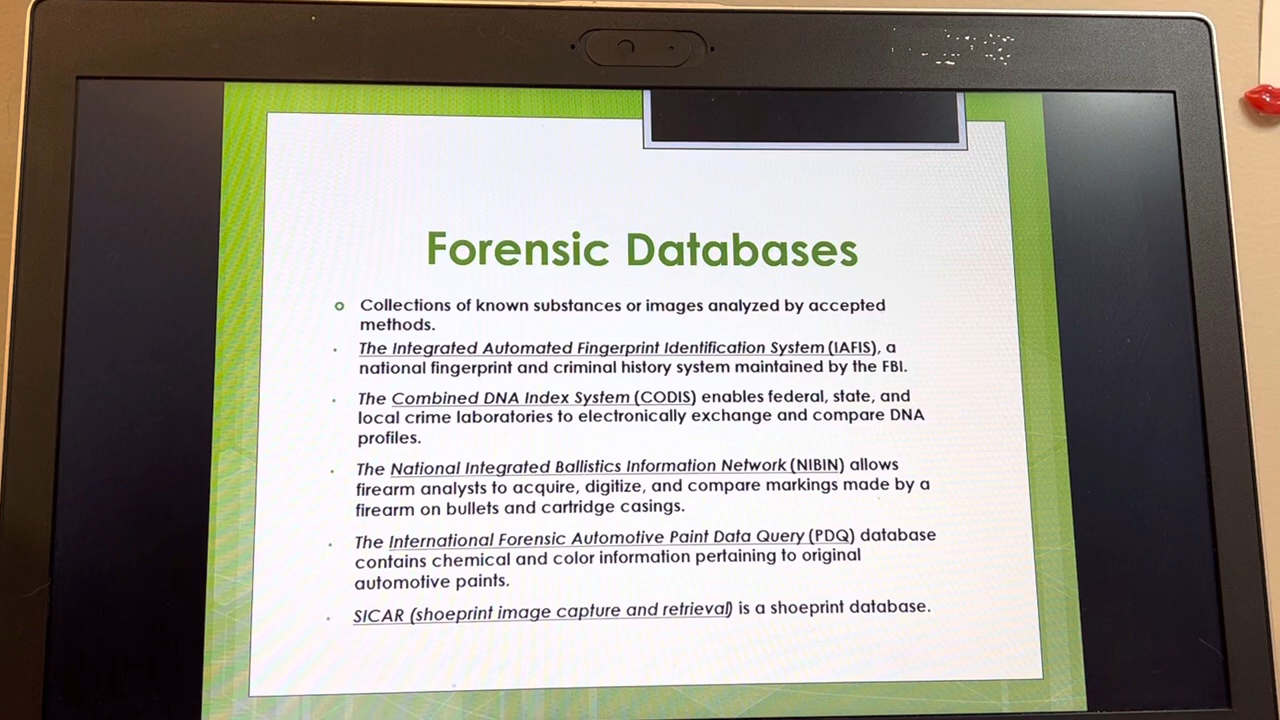 Forensic Databases
Collections of known substances or images analyzed by accepted
methods.
The Integrated Automated Fingerprint Identification System (IAFIS), a
national fingerprint and criminal history system maintained by the FBI.
The Combined DNA Index System (CODIS) enables federal, state, and
local crime laboratories to electronically exchange and compare DNA
profiles.
The National Integrated Ballistics Information Network (NIBIN) allows
firearm analysts to acquire, digitize, and compare markings made by a
firearm on bullets and cartridge casings.
The International Forensic Automotive Paint Data Query (PDQ) database
contains chemical and color information pertaining to original
automotive paints.
SICAR (shoeprint image capture and retrieval) is a shoeprint database.